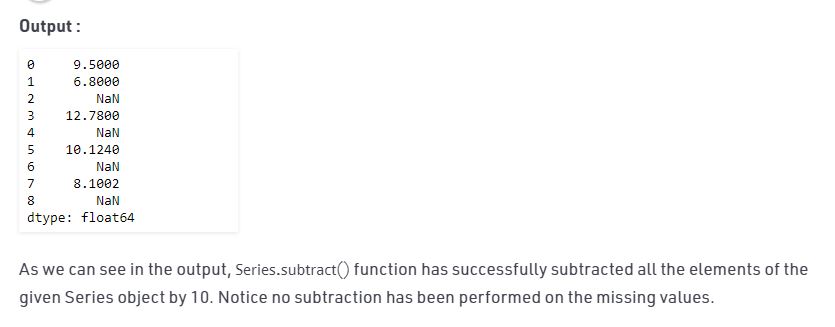 Output :
0     9.5000
1     6.8000
2        NaN
3    12.7800
4        NaN
5    10.1240
6        NaN
7     8.1002
8        NaN
dtype: float64
As we can see in the output, Series.subtract() function has successfully subtracted all the elements of the
given Series object by 10. Notice no subtraction has been performed on the missing values.